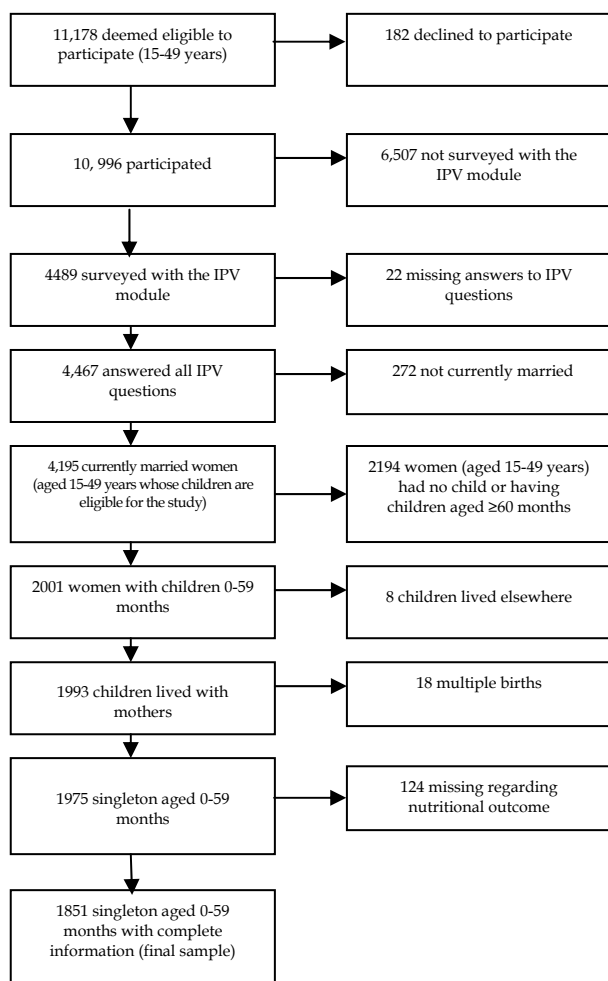 11,178 deemed eligible to
participate (15-49 years)
182 declined to participate
10, 996 participated
6,507 not surveyed with the
IPV module
4489 surveyed with the IPV
module
22 missing answers to IPV
questions
4,467 answered all IPV
questions
272 not currently married
4,195 currently married women
(aged 15-49 years whose children are
eligible for the study)
2194 women (aged 15-49 years)
had no child or having
children aged ≥60 months
2001 women with children 0-59
months
8 children lived elsewhere
1993 children lived with
mothers
18 multiple births
1975 singleton aged 0-59
months
124 missing regarding
nutritional outcome
1851 singleton aged 0-59
months with complete
information (final sample)